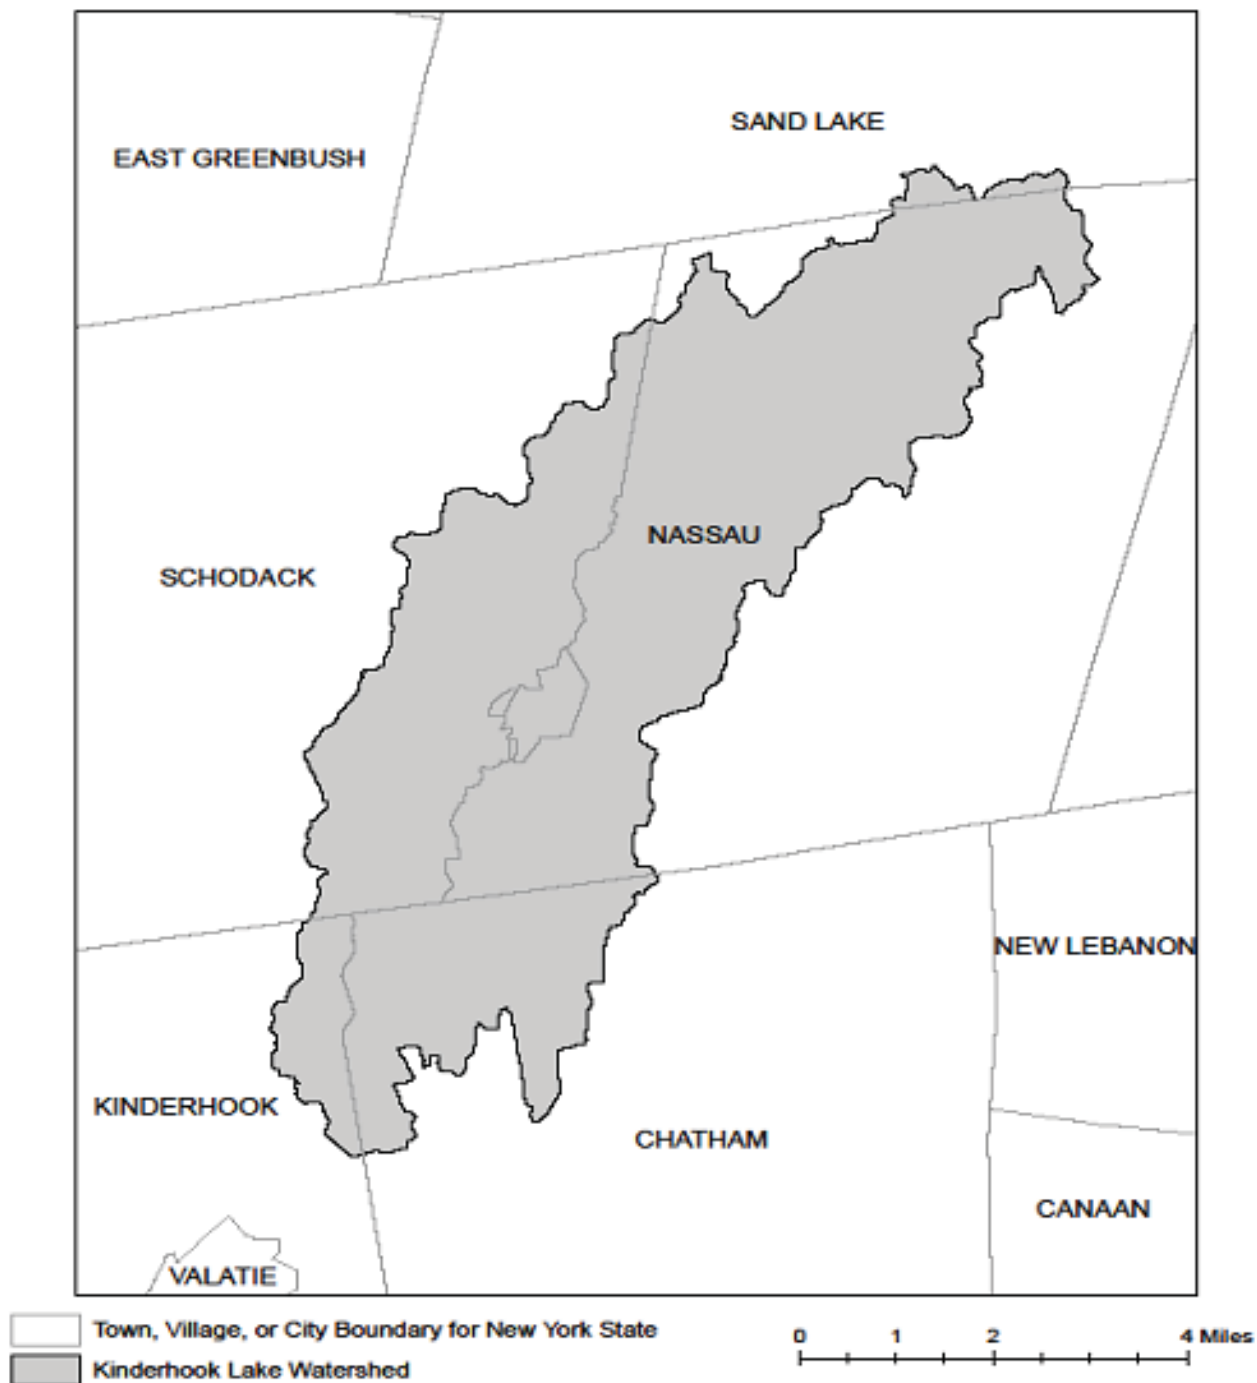 SAND LAKE
EAST GREENBUSH
NASSAU
SCHODACK
NEW LEBANON
KINDERHOOK
CHATHAM
CANAAN
VALATIE
Town, Village, or City Boundary for New York State
0 1 2 4 Miles
Kinderhook Lake Watershed